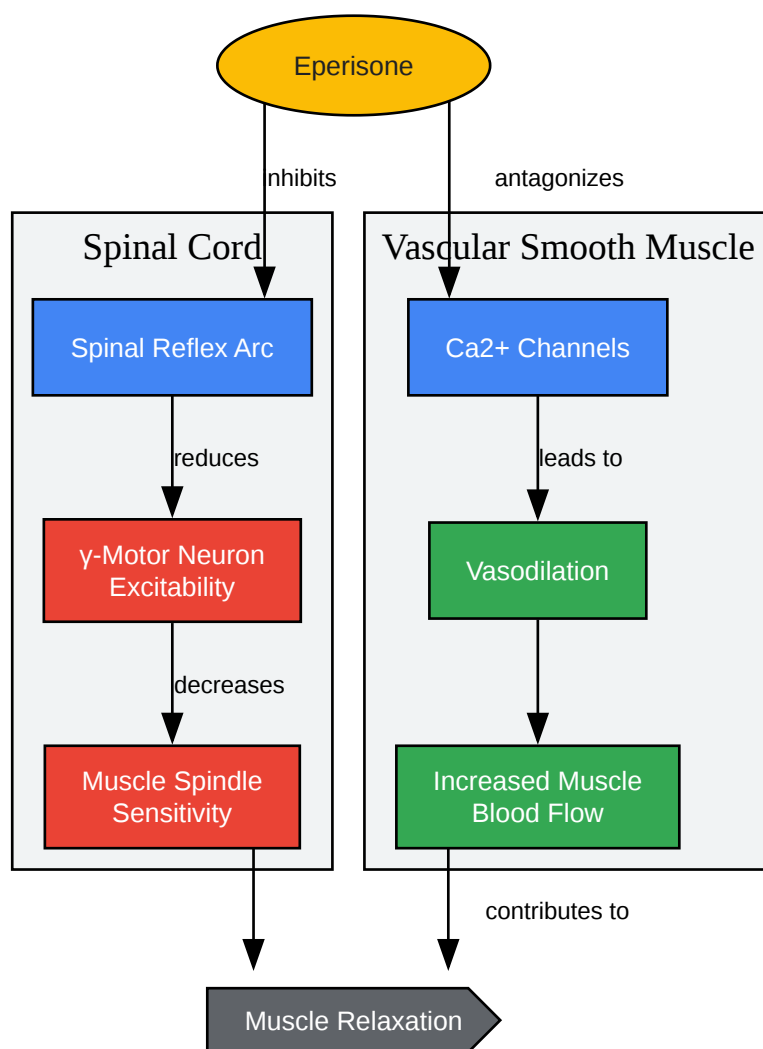 Eperisone
inhibits
antagonizes
Spinal Cord
Vascular Smooth Muscle
Spinal Reflex Arc
Ca2+ Channels
reduces
leads to
γ-Motor Neuron
Excitability
Vasodilation
decreases
Muscle Spindle
Sensitivity
Increased Muscle
Blood Flow
contributes to
Muscle Relaxation